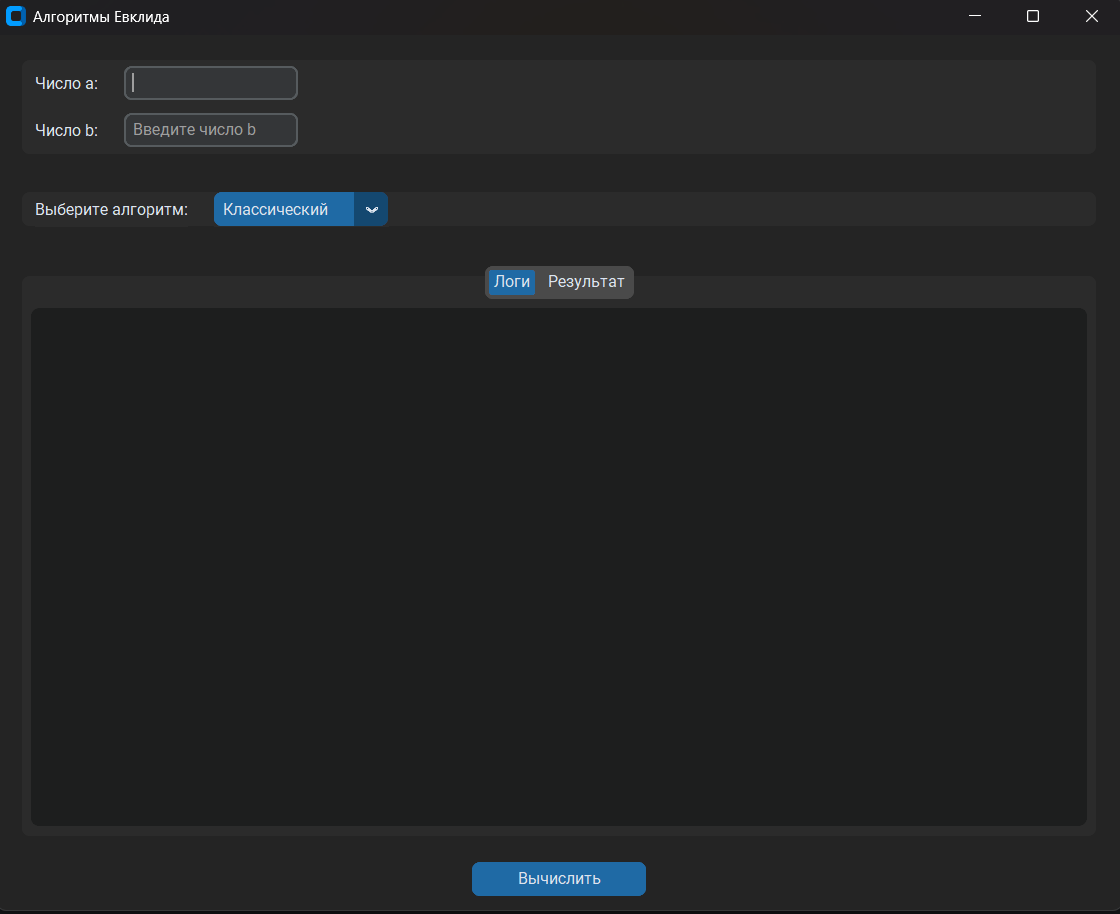 Алгоритмы Евклида
Число a:
Число b: Введите число b
Выберите алгоритм: Классический
Логи Результат
Вычислить